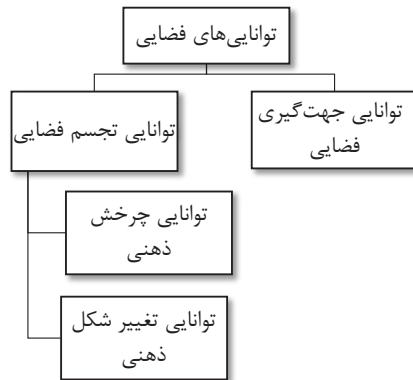 توانایی‌های فضایی
توانایی جهت‌گیری
فضایی
توانایی تجسم فضایی
توانایی چرخش
ذهنی
توانایی تغییر شکل
ذهنی